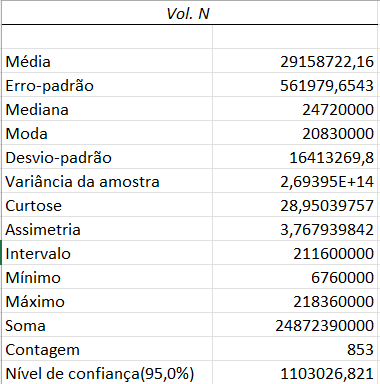 Vol. N
Média 29158722,16
Erro-padrão 561979,6543
Mediana 24720000
Moda 20830000
Desvio-padrão 16413269,8
Variância da amostra 2,69395E+14
Curtose 28,95039757
Assimetria 3,767939842
Intervalo 211600000
Mínimo 6760000
Máximo 218360000
Soma 24872390000
Contagem 853
Nível de confiança(95,0%) 1103026,821